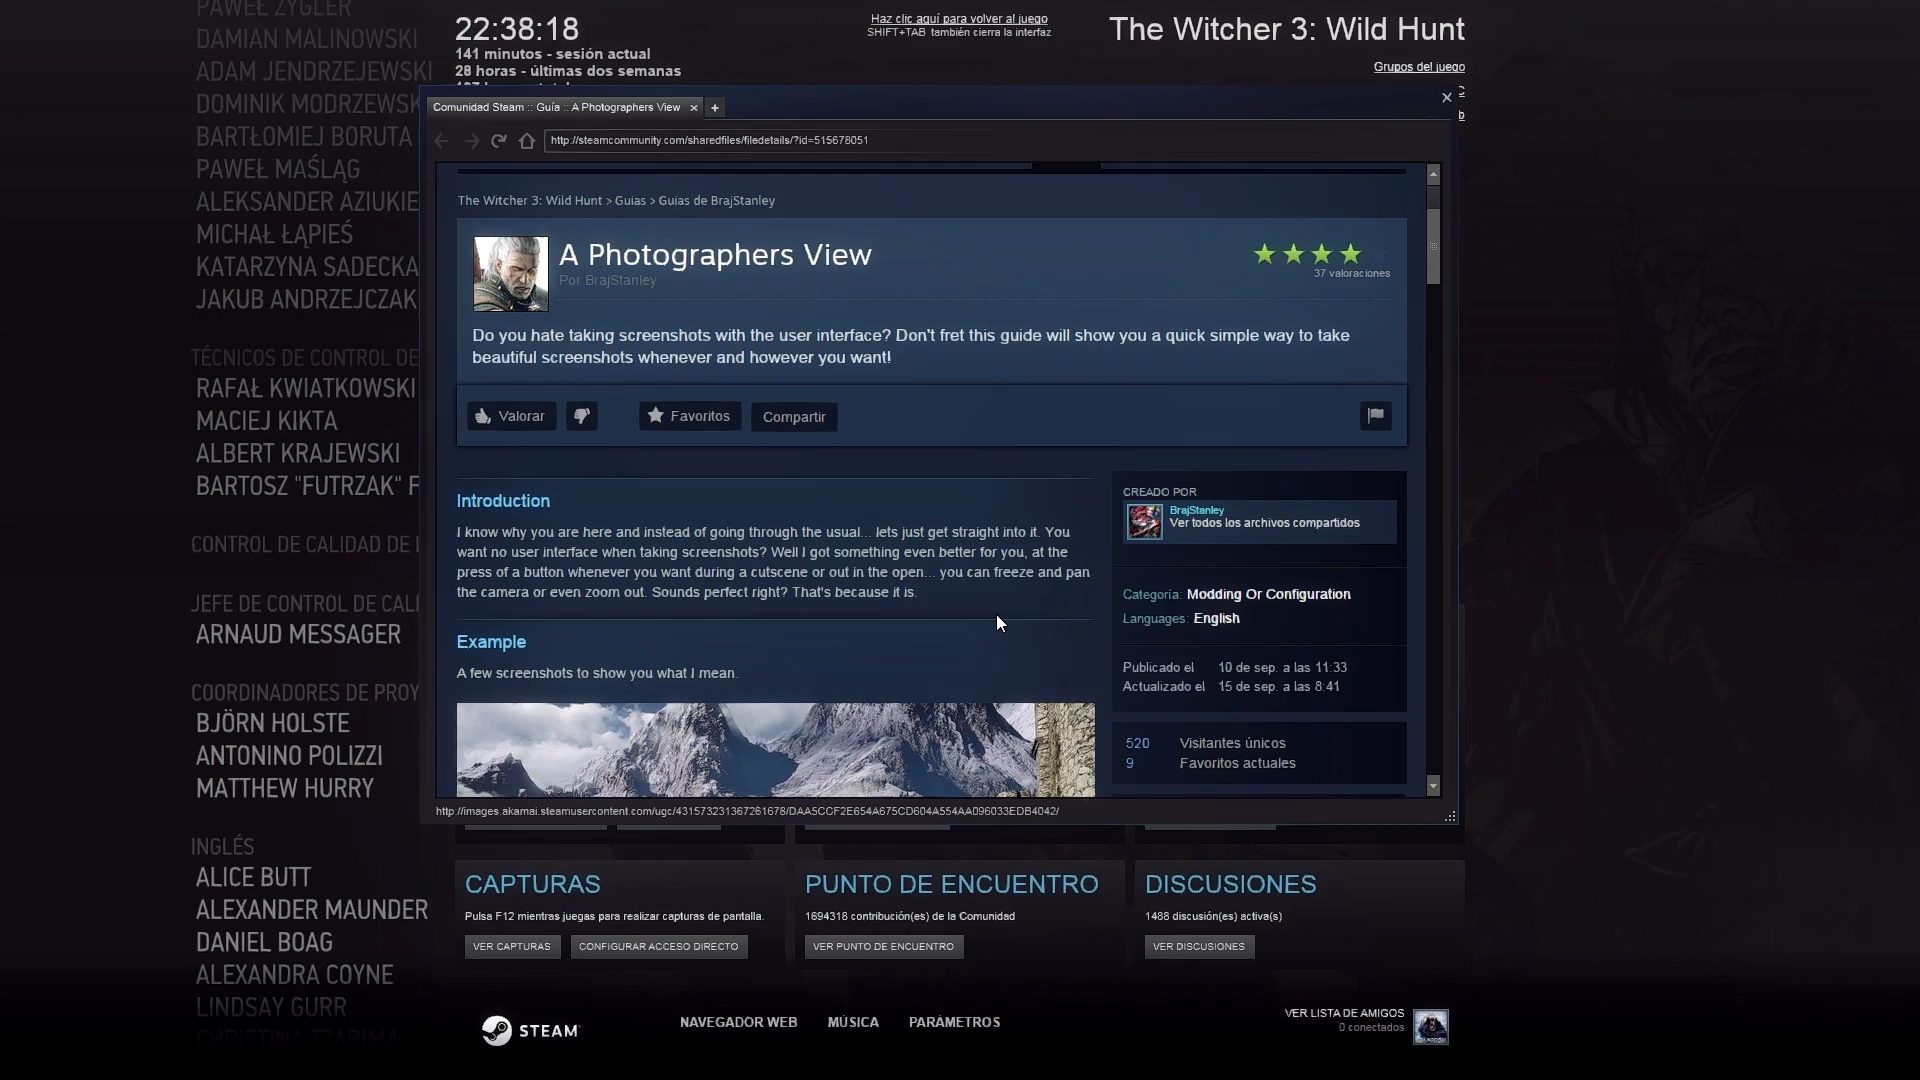 PAWEŁ ZYGLER
DAMIAN MALINOWSKI
ADAM JENDRZEJEWSKI
DOMINIK MODRZEWSK
BARTŁOMIEJ BORUTA
PAWEŁ MAŚLĄG
ALEKSANDER AZIUKIE
MICHAŁ ŁĄPIEŚ
KATARZYNA SADECKA
JAKUB ANDRZEJCZAK
TÉCNICOS DE CONTROL DE
RAFAŁ KWIATKOWSKI
MACIEJ KIKTA
ALBERT KRAJEWSKI
BARTOSZ "FUTRZAK" F
CONTROL DE CALIDAD DE
JEFE DE CONTROL DE CALI
ARNAUD MESSAGER
COORDINADORES DE PROY
BJÖRN HOLSTE
ANTONINO POLIZZI
MATTHEW HURRY
INGLÉS
ALICE BUTT
ALEXANDER MAUNDER
DANIEL BOAG
ALEXANDRA COYNE
LINDSAY GURR
CHRISTINA TZARIMA
22:38:18
141 minutos - sesión actual
28 horas - últimas dos semanas
Haz clic aquí para volver al juego
SHIFT+TAB también cierra la interfaz
The Witcher 3: Wild Hunt
Grupos del juego
Comunidad Steam :: Guía :: A Photographers View
http://steamcommunity.com/sharedfiles/filedetails/?id=515678051
The Witcher 3: Wild Hunt > Guías > Guías de BrajStanley
A Photographers View
Por BrajStanley
37 valoraciones
Do you hate taking screenshots with the user interface? Don't fret this guide will show you a quick simple way to take
beautiful screenshots whenever and however you want!
Valorar
Favoritos
Compartir
Introduction
I know why you are here and instead of going through the usual... lets just get straight into it. You
want no user interface when taking screenshots? Well I got something even better for you, at the
press of a button whenever you want during a cutscene or out in the open... you can freeze and pan
the camera or even zoom out. Sounds perfect right? That's because it is.
Example
A few screenshots to show you what I mean.
CREADO POR
BrajStanley
Ver todos los archivos compartidos
Categoría: Modding Or Configuration
Languages: English
Publicado el 10 de sep. a las 11:33
Actualizado el 15 de sep. a las 8:41
520 Visitantes únicos
9 Favoritos actuales
http://images.akamai.steamusercontent.com/ugc/431573231367261678/DAA5CCF2E654A675CD604A554AA096033EDB4042/
CAPTURAS
Pulsa F12 mientras juegas para realizar capturas de pantalla.
VER CAPTURAS
CONFIGURAR ACCESO DIRECTO
PUNTO DE ENCUENTRO
1694318 contribución(es) de la Comunidad
VER PUNTO DE ENCUENTRO
DISCUSIONES
1488 discusión(es) activa(s)
VER DISCUSIONES
STEAM
NAVEGADOR WEB
MÚSICA
PARÁMETROS
VER LISTA DE AMIGOS
0 conectados